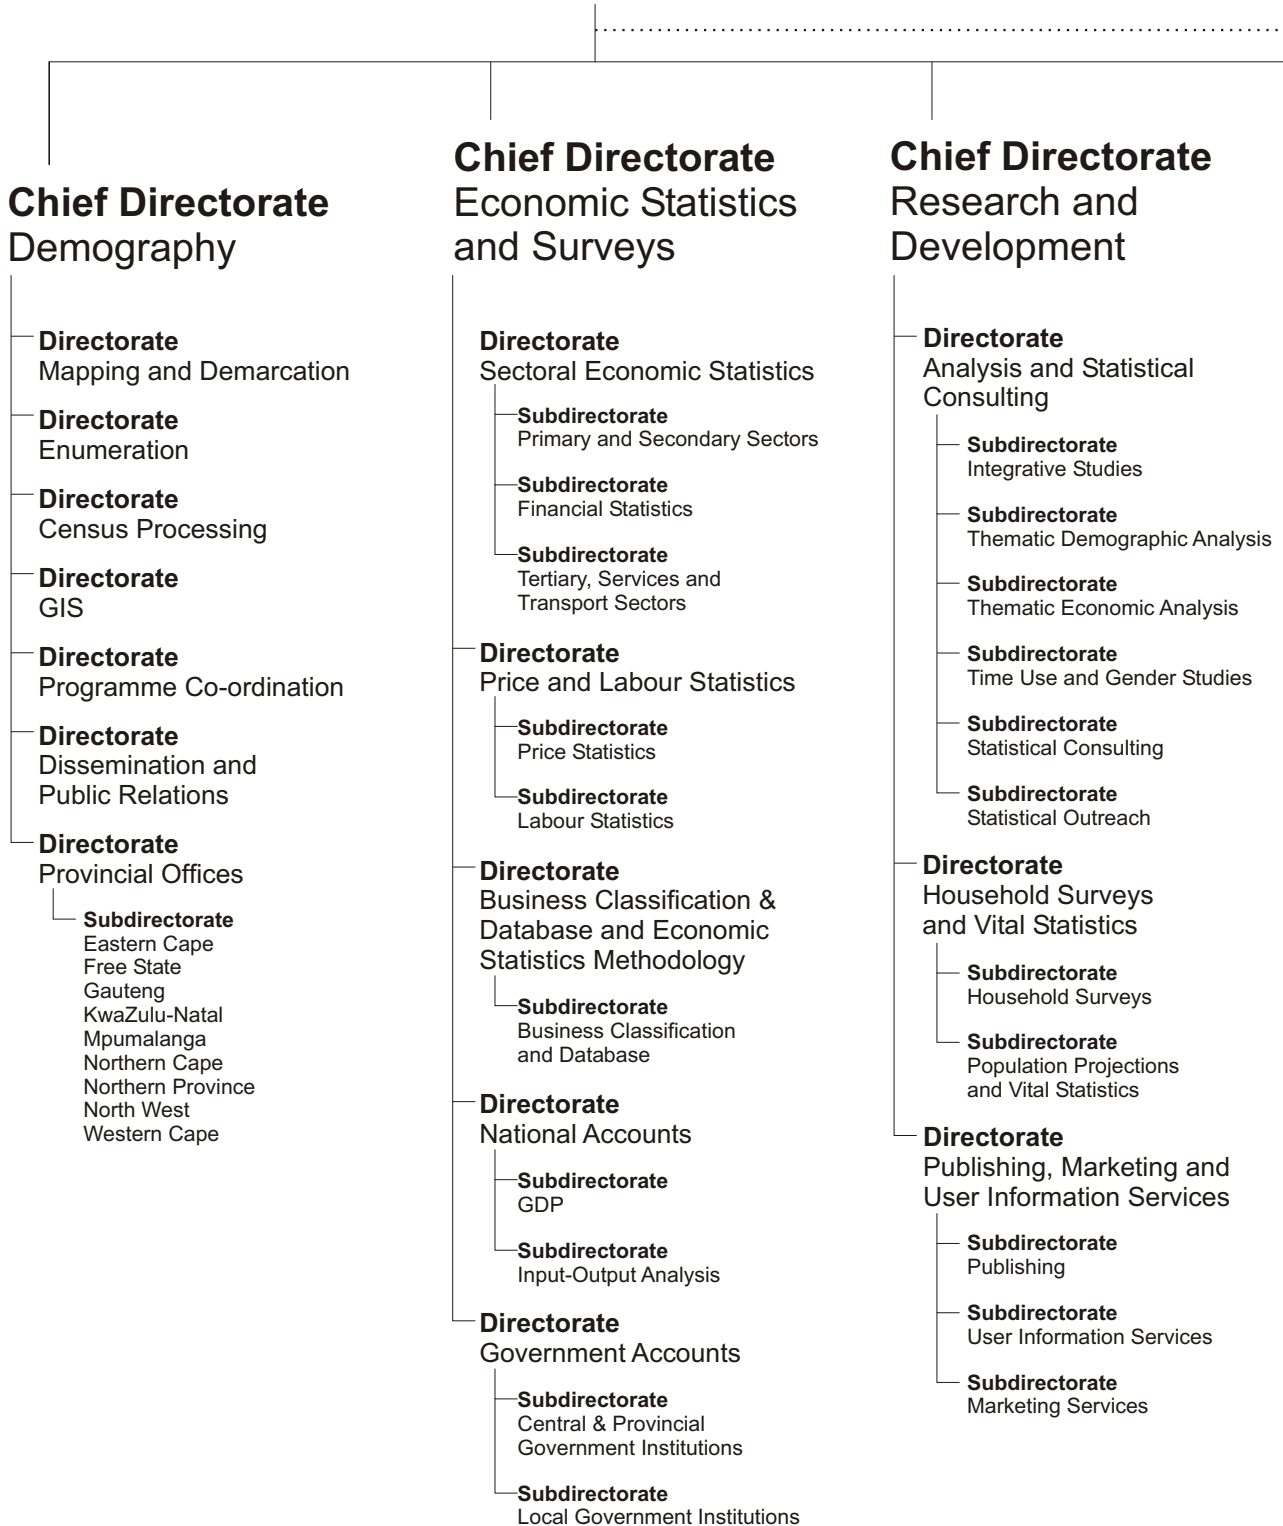 Chief Directorate
Demography
Directorate
Mapping and Demarcation
Directorate
Enumeration
Directorate
Census Processing
Directorate
GIS
Directorate
Programme Co-ordination
Directorate
Dissemination and
Public Relations
Directorate
Provincial Offices
Subdirectorate
Eastern Cape
Free State
Gauteng
KwaZulu-Natal
Mpumalanga
Northern Cape
Northern Province
North West
Western Cape
Chief Directorate
Economic Statistics
and Surveys
Directorate
Sectoral Economic Statistics
Subdirectorate
Primary and Secondary Sectors
Subdirectorate
Financial Statistics
Subdirectorate
Tertiary, Services and
Transport Sectors
Directorate
Price and Labour Statistics
Subdirectorate
Price Statistics
Subdirectorate
Labour Statistics
Directorate
Business Classification &
Database and Economic
Statistics Methodology
Subdirectorate
Business Classification
and Database
Directorate
National Accounts
Subdirectorate
GDP
Subdirectorate
Input-Output Analysis
Directorate
Government Accounts
Subdirectorate
Central & Provincial
Government Institutions
Subdirectorate
Local Government Institutions
Chief Directorate
Research and
Development
Directorate
Analysis and Statistical
Consulting
Subdirectorate
Integrative Studies
Subdirectorate
Thematic Demographic Analysis
Subdirectorate
Thematic Economic Analysis
Subdirectorate
Time Use and Gender Studies
Subdirectorate
Statistical Consulting
Subdirectorate
Statistical Outreach
Directorate
Household Surveys
and Vital Statistics
Subdirectorate
Household Surveys
Subdirectorate
Population Projections
and Vital Statistics
Directorate
Publishing, Marketing and
User Information Services
Subdirectorate
Publishing
Subdirectorate
User Information Services
Subdirectorate
Marketing Services